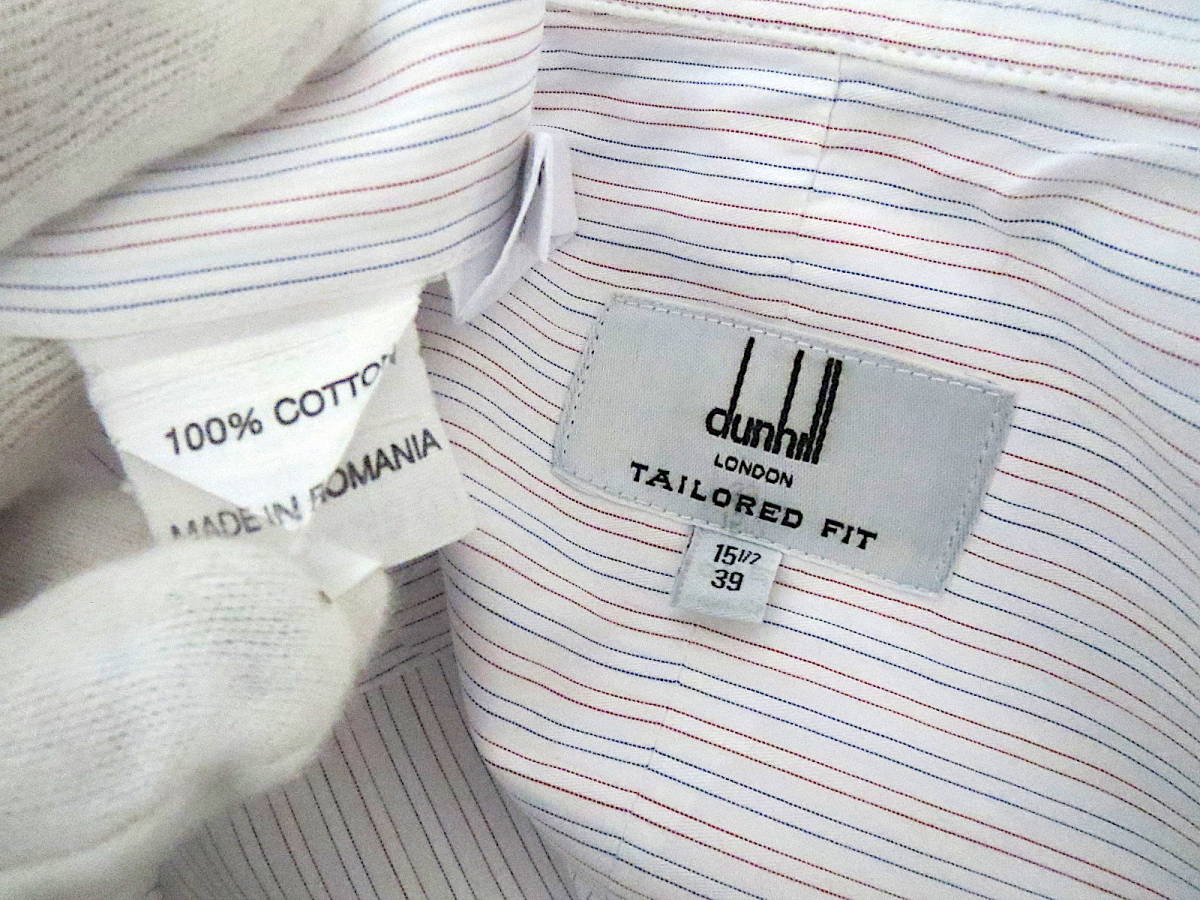 100% COTTON
MADE IN ROMANIA
dunhill
LONDON
TAILORED FIT
15 1/2
39